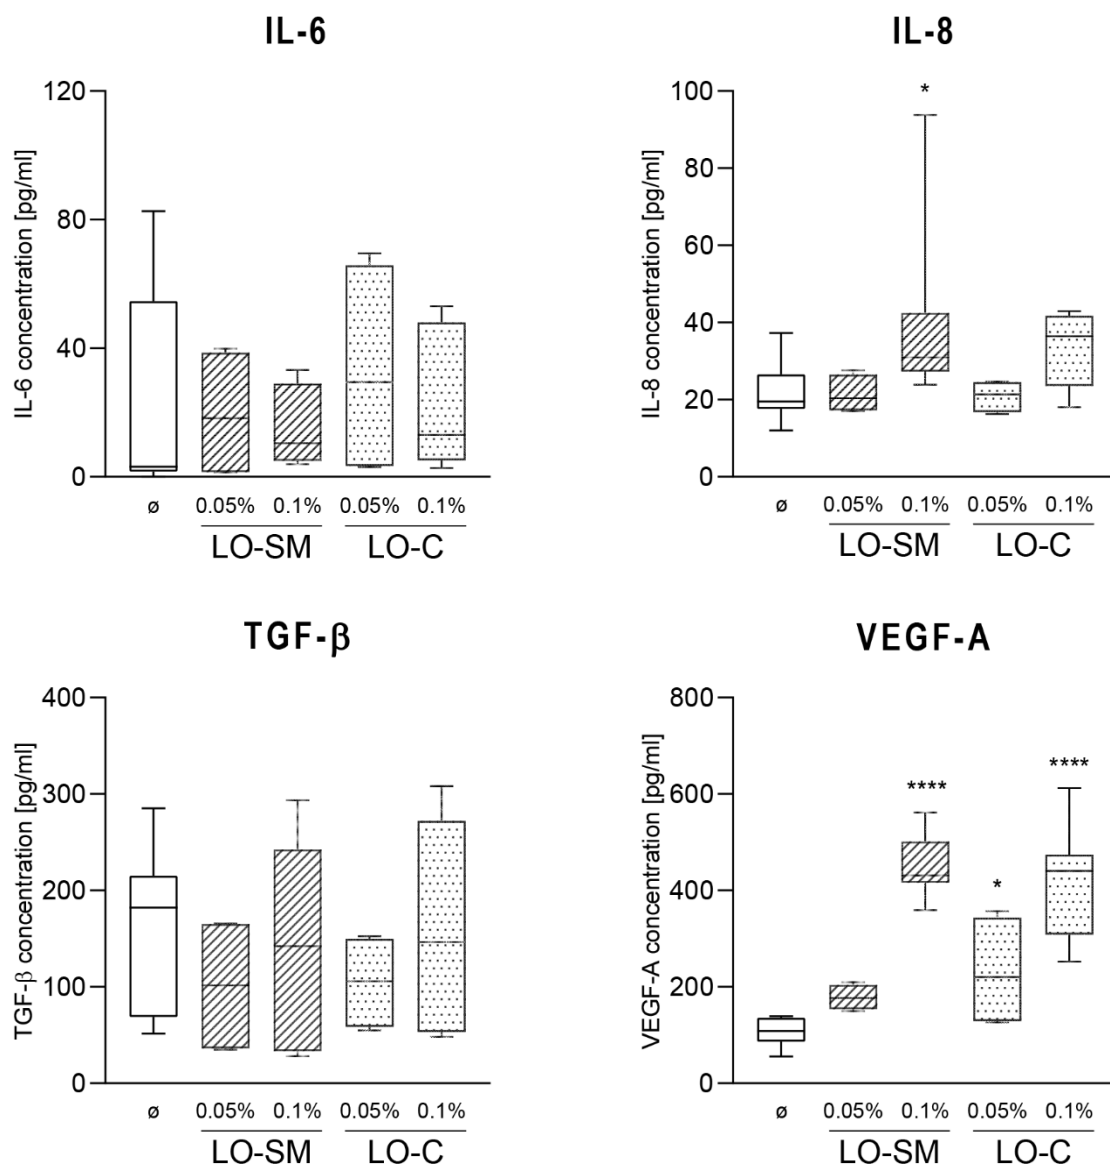 IL-6
IL-6 concentration [pg/ml]
120
80
40
0
ø 0.05% 0.1% 0.05% 0.1%
LO-SM LO-C
IL-8
IL-8 concentration [pg/ml]
100
80
60
40
20
0
*
ø 0.05% 0.1% 0.05% 0.1%
LO-SM LO-C
TGF-β
TGF-β concentration [pg/ml]
400
300
200
100
0
ø 0.05% 0.1% 0.05% 0.1%
LO-SM LO-C
VEGF-A
VEGF-A concentration [pg/ml]
800
600
400
200
0
**** * ****
ø 0.05% 0.1% 0.05% 0.1%
LO-SM LO-C